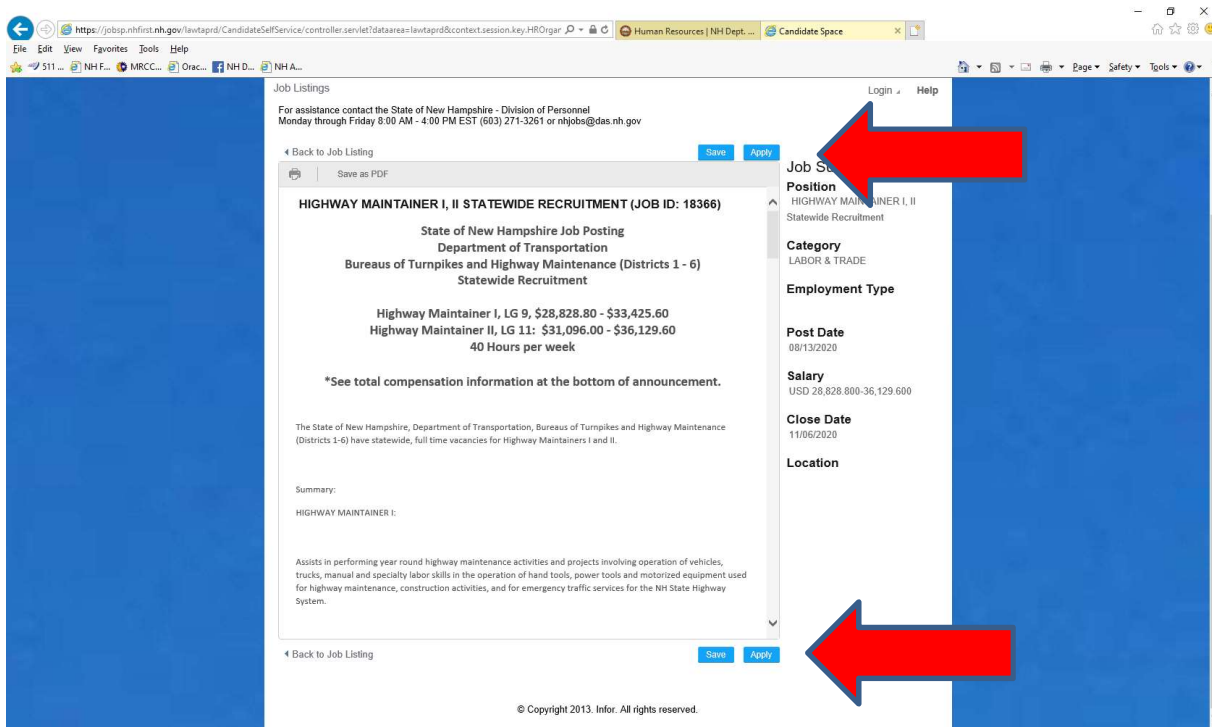 https://jobsp.nhfirst.nh.gov/lawtaprd/CandidateSelfService/controller.servlet?dataarea=lawtaprd&context.session.key.HROrgar
Human Resources | NH Dept. ...
Candidate Space
File Edit View Favorites Tools Help
511 ... NH F... MRCC... Orac... NH D... NH A...
Page Safety Tools
Job Listings
Login Help
For assistance contact the State of New Hampshire - Division of Personnel
Monday through Friday 8:00 AM - 4:00 PM EST (603) 271-3261 or nhjobs@das.nh.gov
Back to Job Listing
Save Apply
Save as PDF
HIGHWAY MAINTAINER I, II STATEWIDE RECRUITMENT (JOB ID: 18366)
State of New Hampshire Job Posting
Department of Transportation
Bureaus of Turnpikes and Highway Maintenance (Districts 1 - 6)
Statewide Recruitment
Highway Maintainer I, LG 9, $28,828.80 - $33,425.60
Highway Maintainer II, LG 11: $31,096.00 - $36,129.60
40 Hours per week
*See total compensation information at the bottom of announcement.
The State of New Hampshire, Department of Transportation, Bureaus of Turnpikes and Highway Maintenance
(Districts 1-6) have statewide, full time vacancies for Highway Maintainers I and II.
Summary:
HIGHWAY MAINTAINER I:
Assists in performing year round highway maintenance activities and projects involving operation of vehicles,
trucks, manual and specialty labor skills in the operation of hand tools, power tools and motorized equipment used
for highway maintenance, construction activities, and for emergency traffic services for the NH State Highway
System.
Job
Position
HIGHWAY MAINTAINER I, II
Statewide Recruitment
Category
LABOR & TRADE
Employment Type
Post Date
08/13/2020
Salary
USD 28,828.800-36,129.600
Close Date
11/06/2020
Location
Back to Job Listing
Save Apply
© Copyright 2013. Infor. All rights reserved.